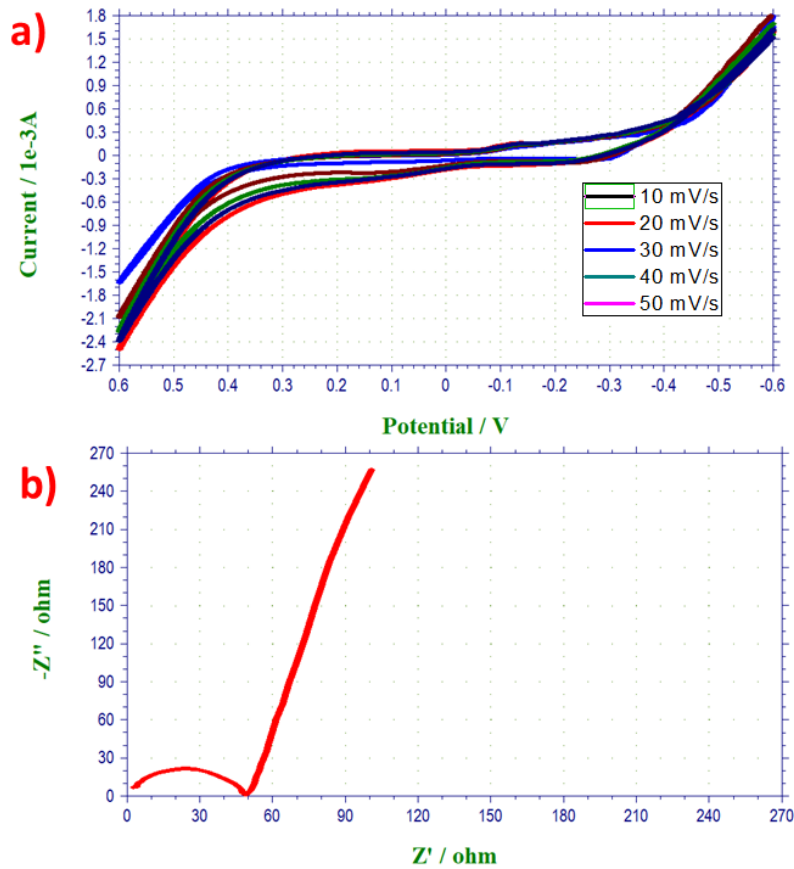 a)
1.8
1.5
1.2
0.9
0.6
0.3
0
-0.3
-0.6
-0.9
-1.2
-1.5
-1.8
-2.1
-2.4
-2.7
Current / 1e-3A
10 mV/s
20 mV/s
30 mV/s
40 mV/s
50 mV/s
0.6 0.5 0.4 0.3 0.2 0.1 0 -0.1 -0.2 -0.3 -0.4 -0.5 -0.6
Potential / V
b)
270
240
210
180
150
120
90
60
30
0
-Z" / ohm
0 30 60 90 120 150 180 210 240 270
Z' / ohm